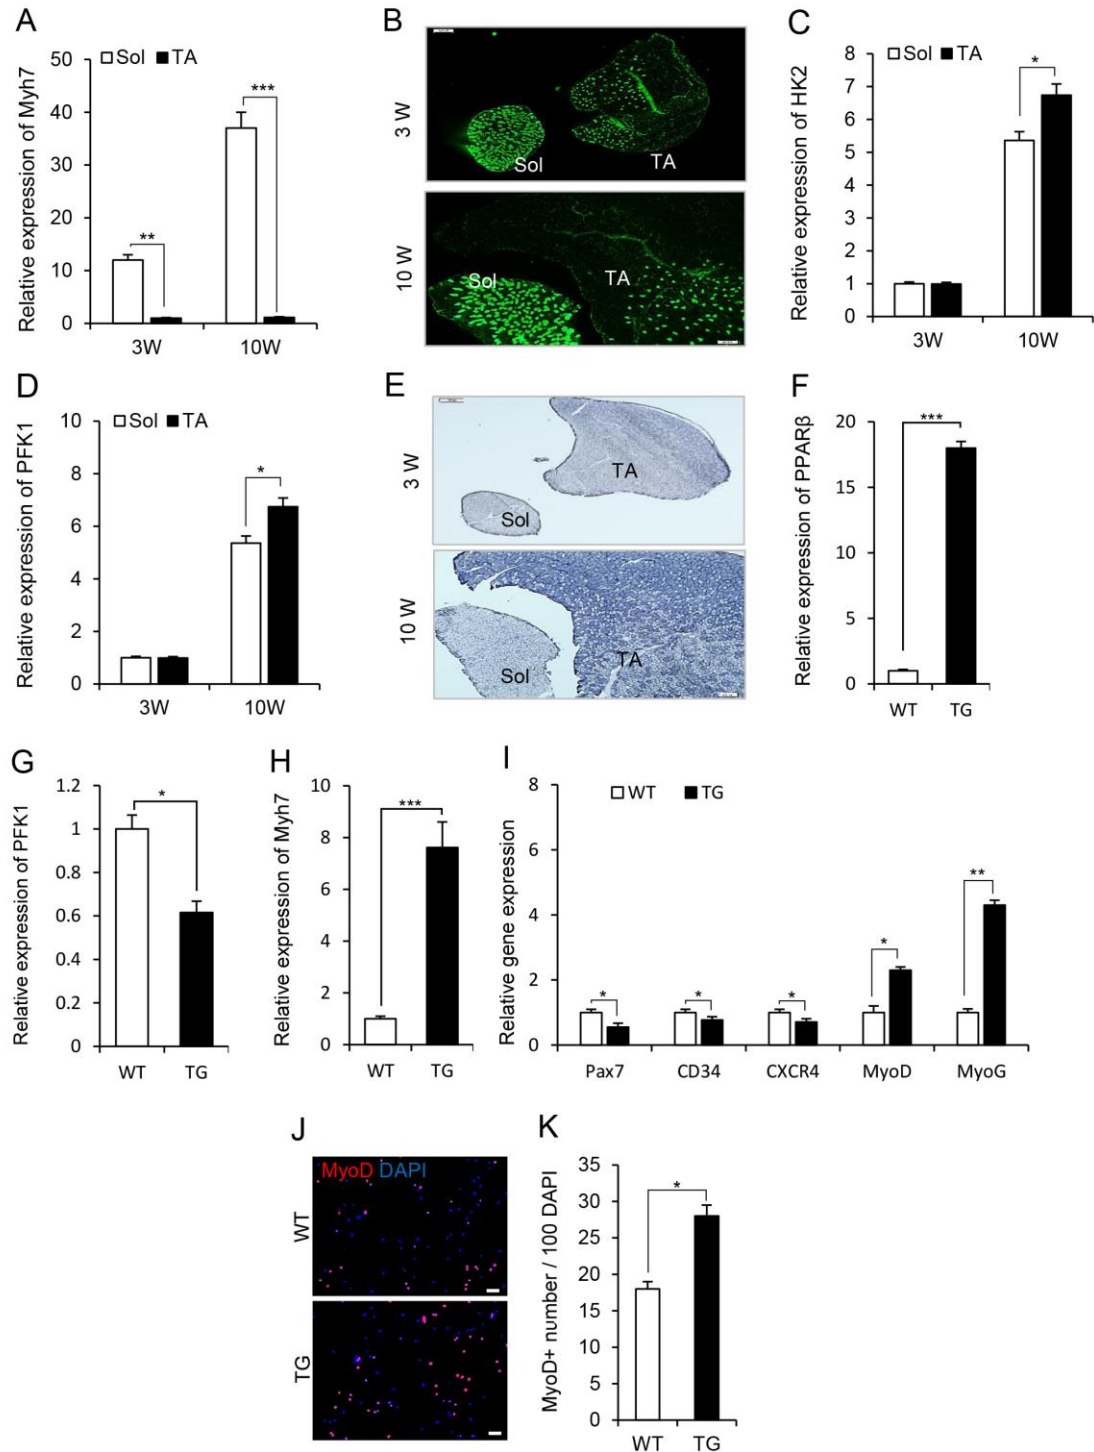 A
Relative expression of Myh7
50
40
30
20
10
0
Sol TA
**
***
3W 10W
B
3 W
Sol
TA
10 W
Sol
TA
C
Relative expression of HK2
8
7
6
5
4
3
2
1
0
Sol TA
*
3W 10W
D
Relative expression of PFK1
10
8
6
4
2
0
Sol TA
*
3W 10W
E
3 W
TA
Sol
10 W
Sol
TA
F
Relative expression of PPARβ
20
15
10
5
0
***
WT TG
G
Relative expression of PFK1
1.2
1
0.8
0.6
0.4
0.2
0
*
WT TG
H
Relative expression of Myh7
10
8
6
4
2
0
***
WT TG
I
Relative gene expression
8
6
4
2
0
WT TG
*
*
*
*
**
Pax7 CD34 CXCR4 MyoD MyoG
J
MyoD DAPI
WT
TG
K
MyoD+ number / 100 DAPI
35
30
25
20
15
10
5
0
*
WT TG